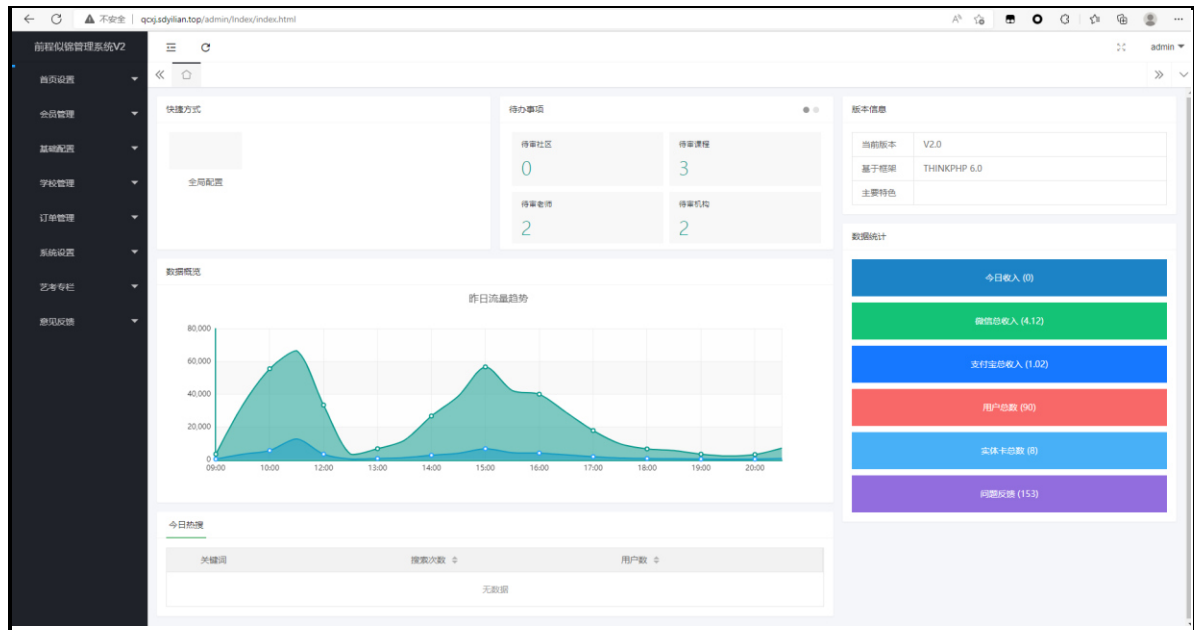 不安全 | qcxj.sdyilian.top/admin/Index/index.html
前程似锦管理系统V2
admin
首页设置
会员管理
基础配置
学校管理
订单管理
系统设置
艺考专栏
意见反馈
快捷方式
全局配置
待办事项
待审社区
0
待审课程
3
待审老师
2
待审机构
2
版本信息
当前版本 V2.0
基于框架 THINKPHP 6.0
主要特色
数据概览
昨日流量趋势
80,000
60,000
40,000
20,000
0
09:00 10:00 12:00 13:00 14:00 15:00 16:00 17:00 18:00 19:00 20:00
数据统计
今日收入 (0)
微信总收入 (4.12)
支付宝总收入 (1.02)
用户总数 (90)
实体卡总数 (8)
问题反馈 (153)
今日热搜
关键词 搜索次数 用户数
无数据